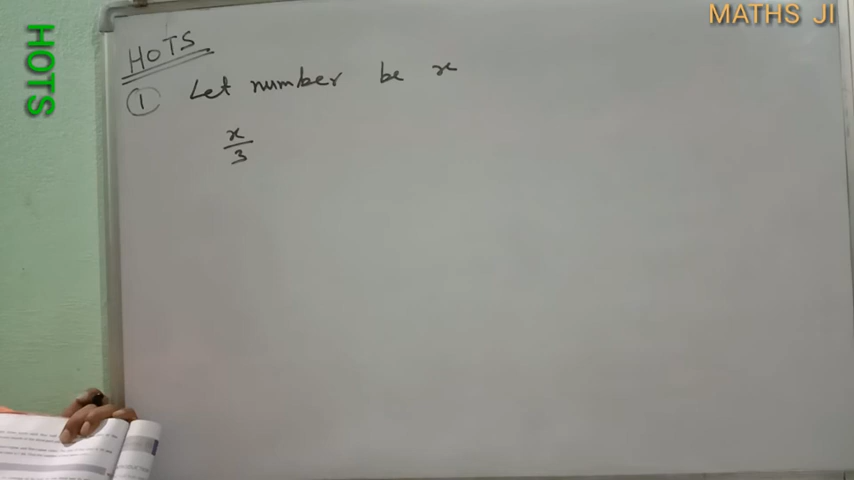 MATHS JI
HOTS
HOTS
① Let number be x
x
3